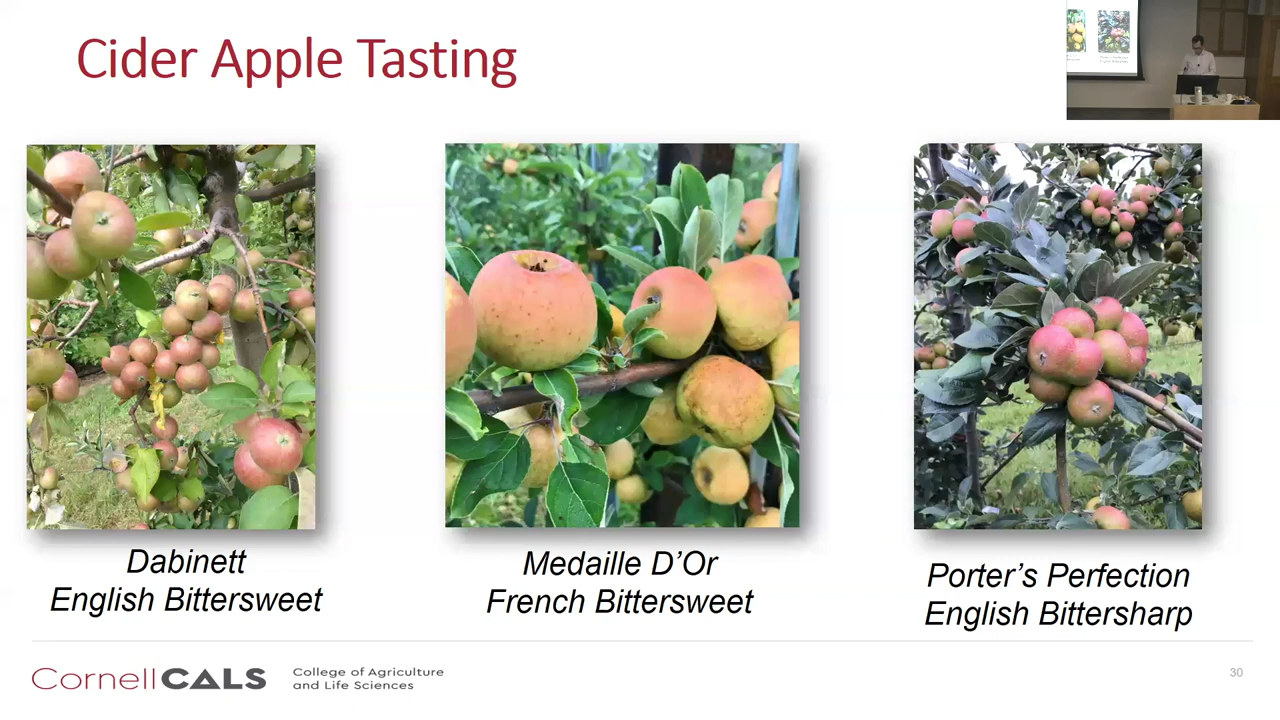 Cider Apple Tasting
Dabinett
English Bittersweet
Medaille D’Or
French Bittersweet
Porter’s Perfection
English Bittersharp
CornellCALS
College of Agriculture
and Life Sciences
30